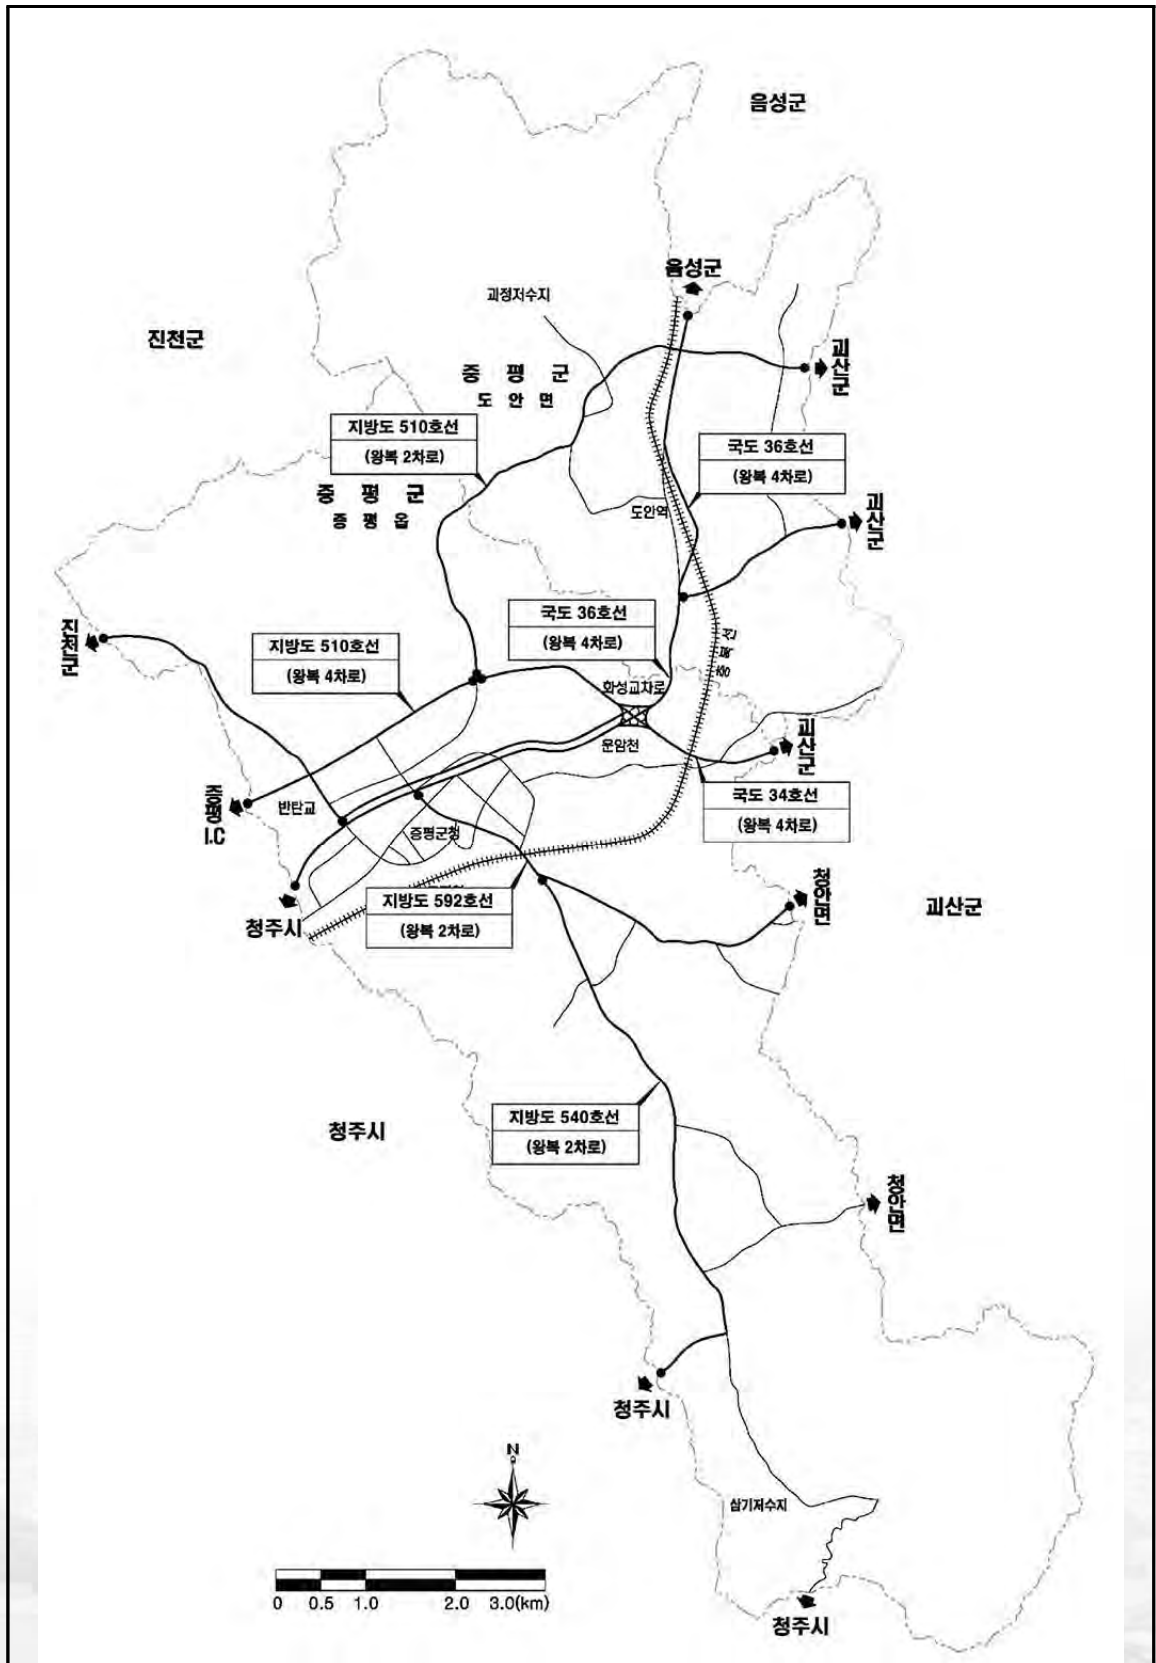 음성군
음성군
괴정저수지
진천군
괴산군
증 평 군
도 안 면
지방도 510호선
(왕복 2차로)
국도 36호선
(왕복 4차로)
증 평 군
증 평 읍
도안역
괴산군
국도 36호선
(왕복 4차로)
진천군
지방도 510호선
(왕복 4차로)
충북선
화성교차로
운암천
괴산군
국도 34호선
(왕복 4차로)
증평I.C
반탄교
증평군청
지방도 592호선
(왕복 2차로)
청안면
괴산군
청주시
지방도 540호선
(왕복 2차로)
청주시
청안면
청주시
N
삼기저수지
0 0.5 1.0 2.0 3.0(km)
청주시